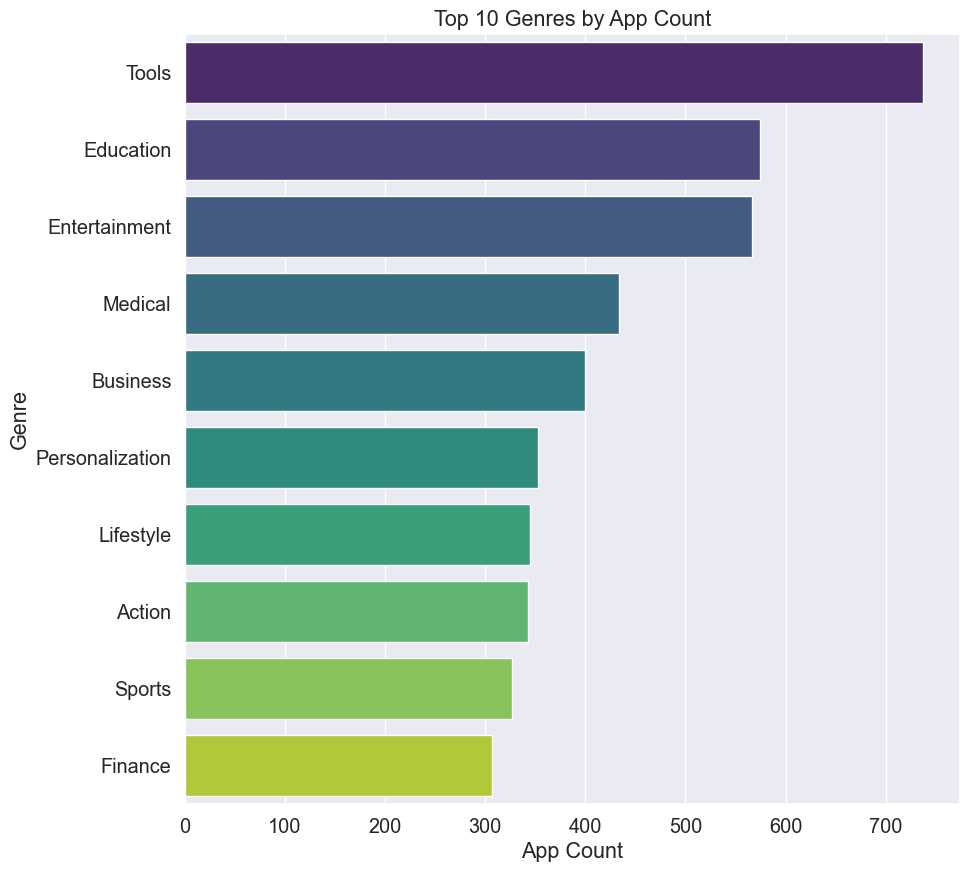 Top 10 Genres by App Count
Genre
Tools
Education
Entertainment
Medical
Business
Personalization
Lifestyle
Action
Sports
Finance
0 100 200 300 400 500 600 700
App Count